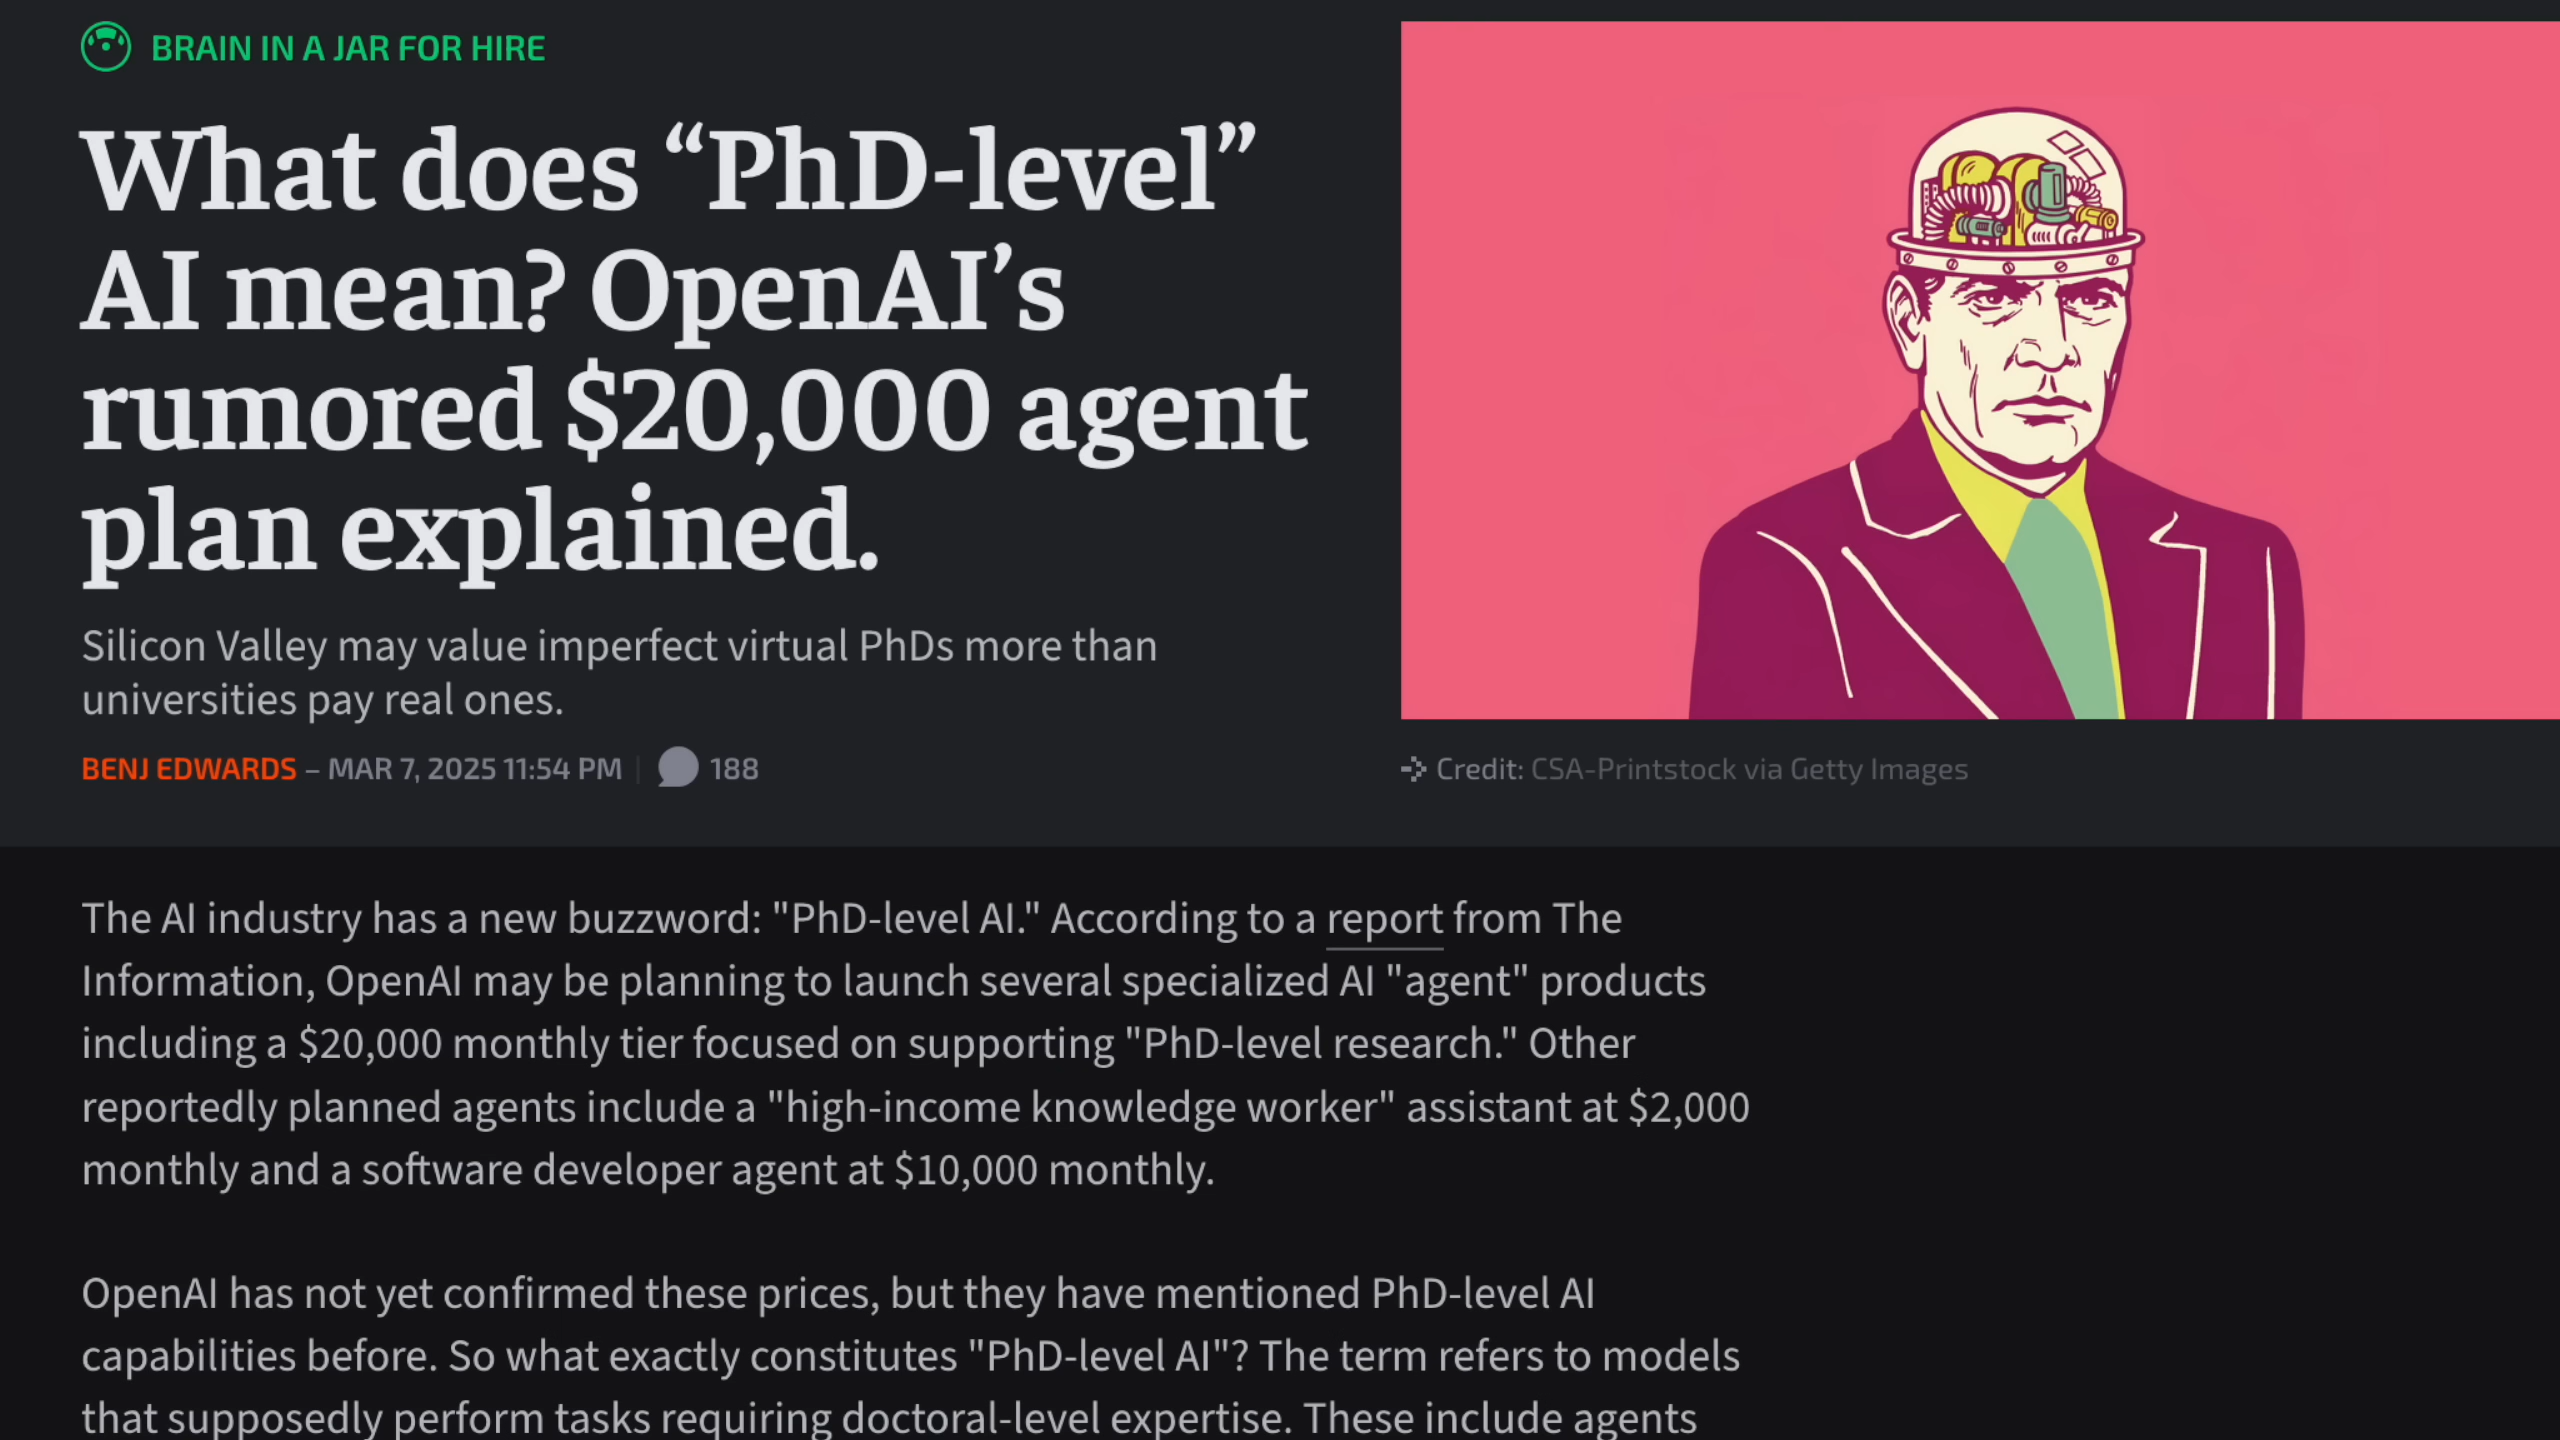 BRAIN IN A JAR FOR HIRE
What does “PhD-level”
AI mean? OpenAI’s
rumored $20,000 agent
plan explained.
Silicon Valley may value imperfect virtual PhDs more than
universities pay real ones.
BENJ EDWARDS – MAR 7, 2025 11:54 PM | 188
Credit: CSA-Printstock via Getty Images
The AI industry has a new buzzword: "PhD-level AI." According to a report from The
Information, OpenAI may be planning to launch several specialized AI "agent" products
including a $20,000 monthly tier focused on supporting "PhD-level research." Other
reportedly planned agents include a "high-income knowledge worker" assistant at $2,000
monthly and a software developer agent at $10,000 monthly.
OpenAI has not yet confirmed these prices, but they have mentioned PhD-level AI
capabilities before. So what exactly constitutes "PhD-level AI"? The term refers to models
that supposedly perform tasks requiring doctoral-level expertise. These include agents